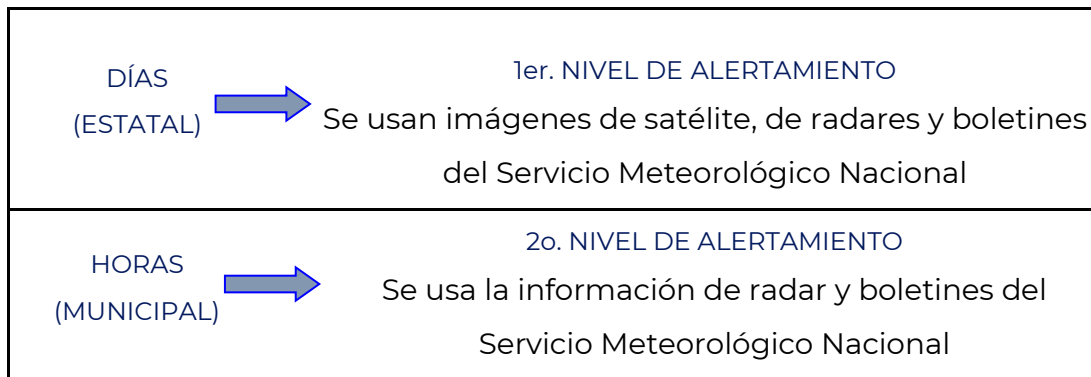 DÍAS
(ESTATAL)
1er. NIVEL DE ALERTAMIENTO
Se usan imágenes de satélite, de radares y boletines
del Servicio Meteorológico Nacional
HORAS
(MUNICIPAL)
2o. NIVEL DE ALERTAMIENTO
Se usa la información de radar y boletines del
Servicio Meteorológico Nacional